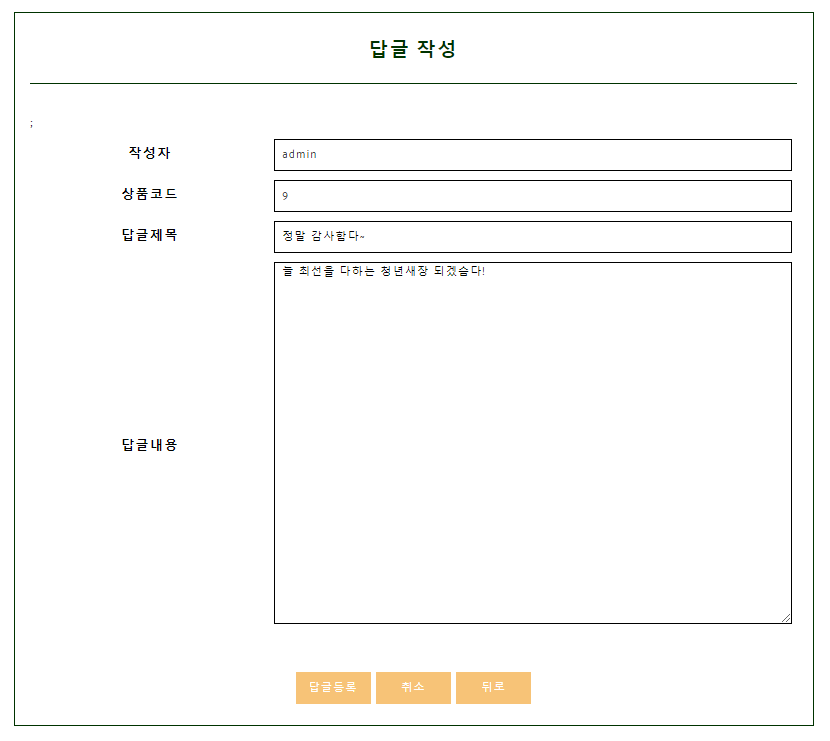 답글 작성
;
작성자
admin
상품코드
9
답글제목
정말 감사합다~
늘 최선을 다하는 청년새장 되겠습다!
답글내용
답글등록 취소 뒤로